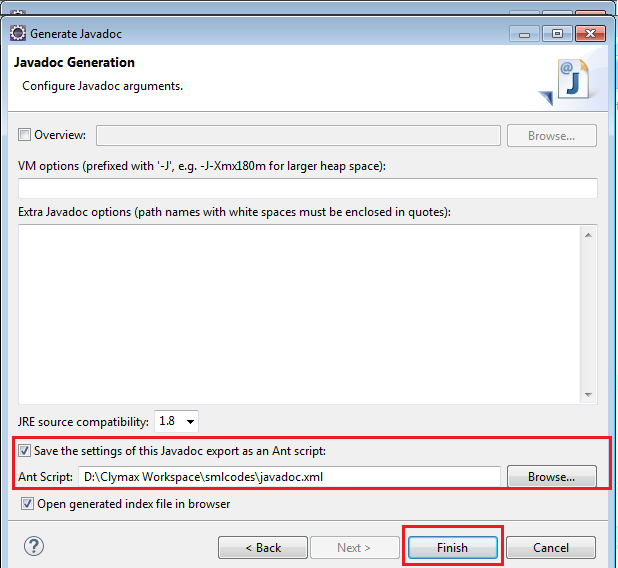 Generate Javadoc
Javadoc Generation
Configure Javadoc arguments.
@
J
Overview:
Browse...
VM options (prefixed with '-J', e.g. -J-Xmx180m for larger heap space):
Extra Javadoc options (path names with white spaces must be enclosed in quotes):
JRE source compatibility: 1.8
Save the settings of this Javadoc export as an Ant script:
Ant Script: D:\Clymax Workspace\smlcodes\javadoc.xml Browse...
Open generated index file in browser
? < Back Next > Finish Cancel